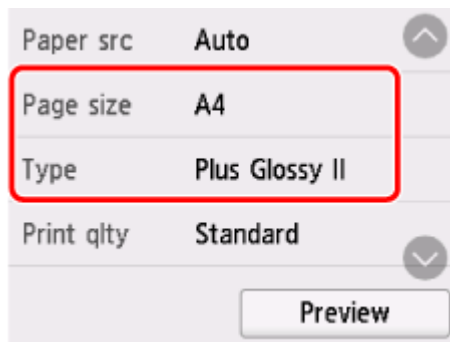 Paper src Auto
Page size A4
Type Plus Glossy II
Print qlty Standard
Preview